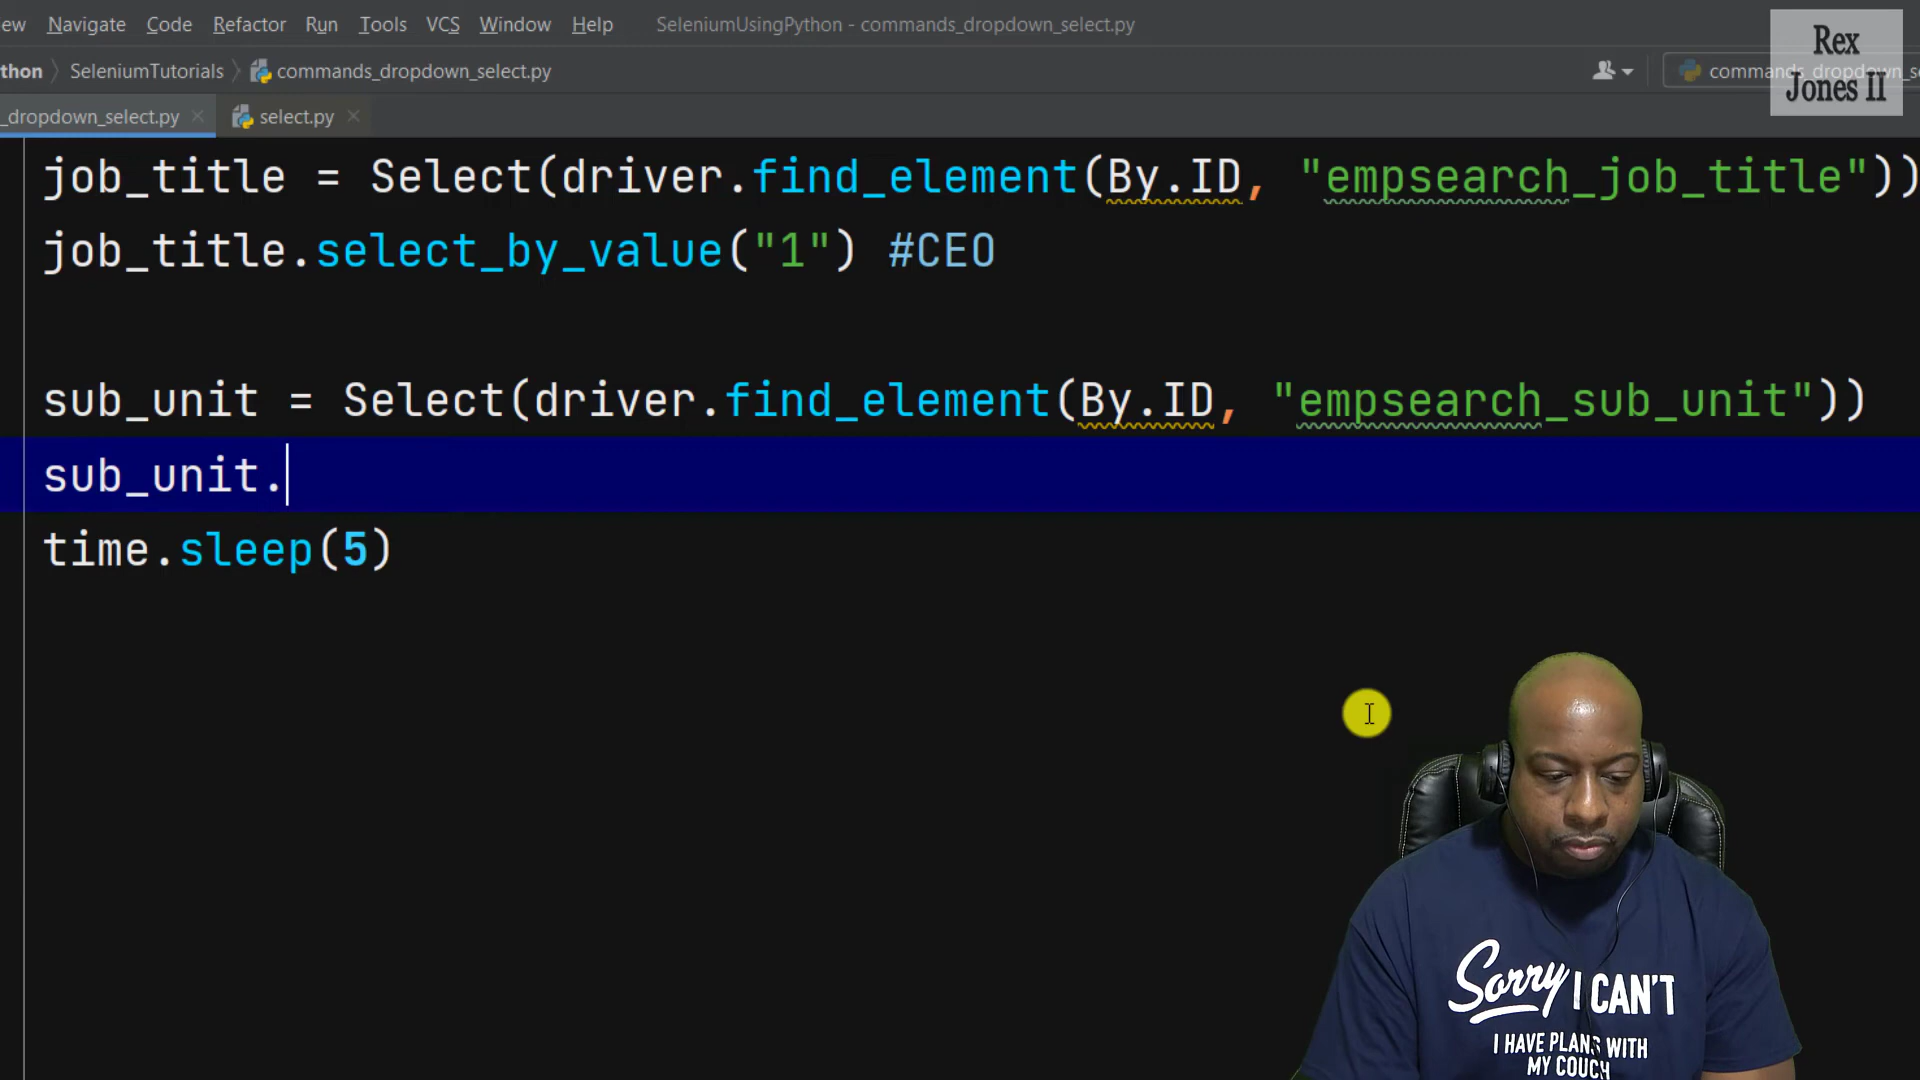 ew Navigate Code Refactor Run Tools VCS Window Help SeleniumUsingPython - commands_dropdown_select.py
thon SeleniumTutorials commands_dropdown_select.py commands_dropdown_se
Rex
Jones II
_dropdown_select.py select.py
job_title = Select(driver.find_element(By.ID, "empsearch_job_title"))
job_title.select_by_value("1") #CEO
sub_unit = Select(driver.find_element(By.ID, "empsearch_sub_unit"))
sub_unit.
time.sleep(5)
Sorry I CAN'T
I HAVE PLANS WITH
MY COUCH